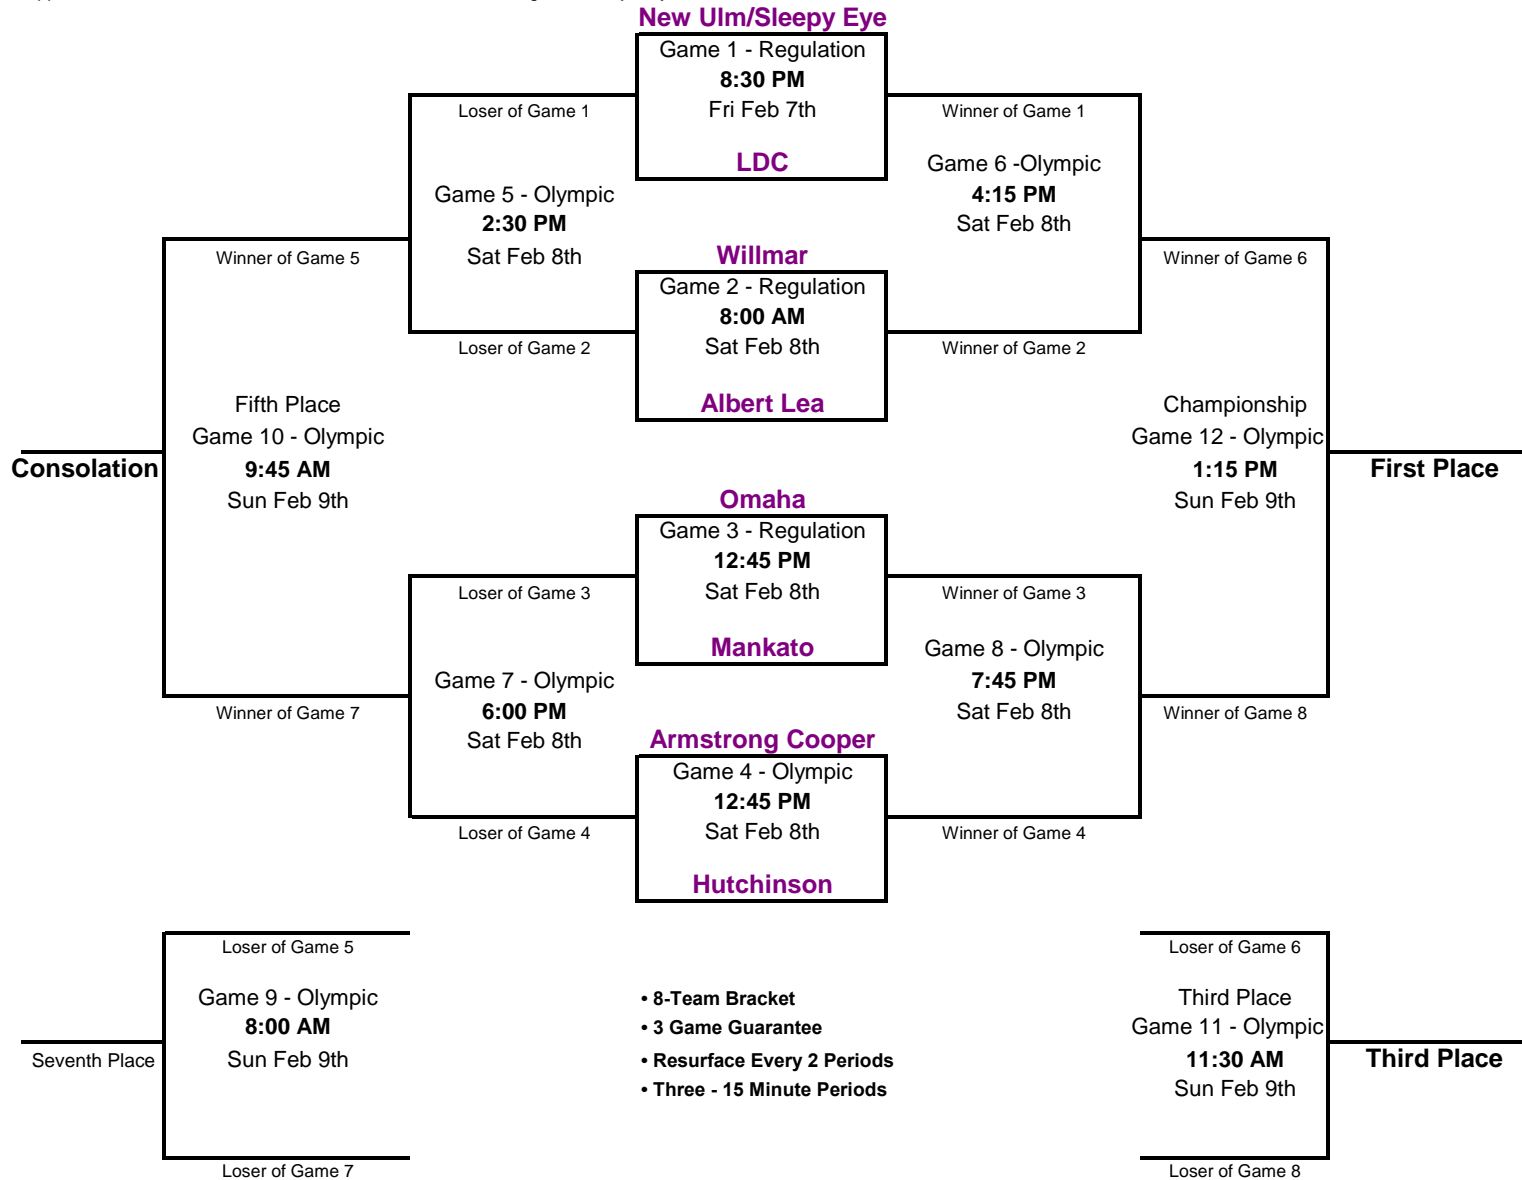 New Ulm/Sleepy Eye
Game 1 - Regulation
8:30 PM
Fri Feb 7th
LDC
Loser of Game 1
Winner of Game 1
Game 5 - Olympic
2:30 PM
Sat Feb 8th
Game 6 -Olympic
4:15 PM
Sat Feb 8th
Winner of Game 5
Willmar
Game 2 - Regulation
8:00 AM
Sat Feb 8th
Albert Lea
Winner of Game 6
Loser of Game 2
Winner of Game 2
Fifth Place
Game 10 - Olympic
9:45 AM
Sun Feb 9th
Consolation
Championship
Game 12 - Olympic
1:15 PM
Sun Feb 9th
First Place
Omaha
Game 3 - Regulation
12:45 PM
Sat Feb 8th
Mankato
Loser of Game 3
Winner of Game 3
Game 7 - Olympic
6:00 PM
Sat Feb 8th
Game 8 - Olympic
7:45 PM
Sat Feb 8th
Winner of Game 7
Winner of Game 8
Armstrong Cooper
Game 4 - Olympic
12:45 PM
Sat Feb 8th
Hutchinson
Loser of Game 4
Winner of Game 4
Loser of Game 5
Game 9 - Olympic
8:00 AM
Sun Feb 9th
Seventh Place
Loser of Game 7
• 8-Team Bracket
• 3 Game Guarantee
• Resurface Every 2 Periods
• Three - 15 Minute Periods
Loser of Game 6
Third Place
Game 11 - Olympic
11:30 AM
Sun Feb 9th
Third Place
Loser of Game 8